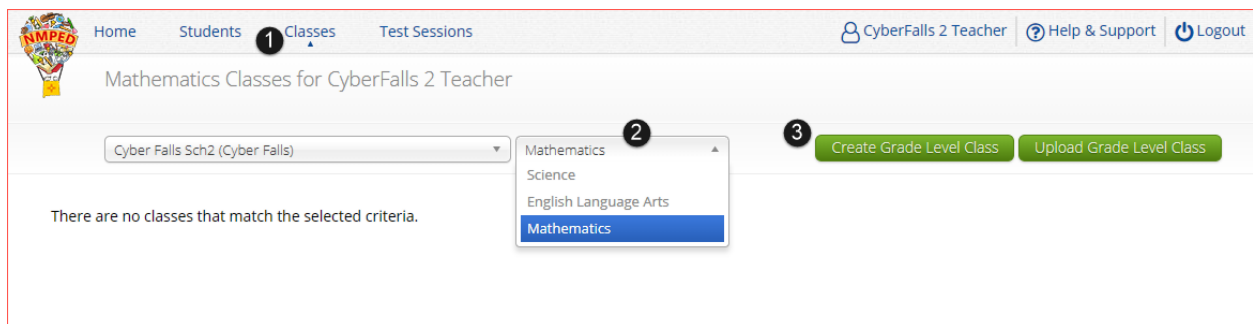 NMPED
Home Students 1 Classes Test Sessions CyberFalls 2 Teacher Help & Support Logout
Mathematics Classes for CyberFalls 2 Teacher
2 3
Cyber Falls Sch2 (Cyber Falls) Mathematics Create Grade Level Class Upload Grade Level Class
Science
English Language Arts
Mathematics
There are no classes that match the selected criteria.